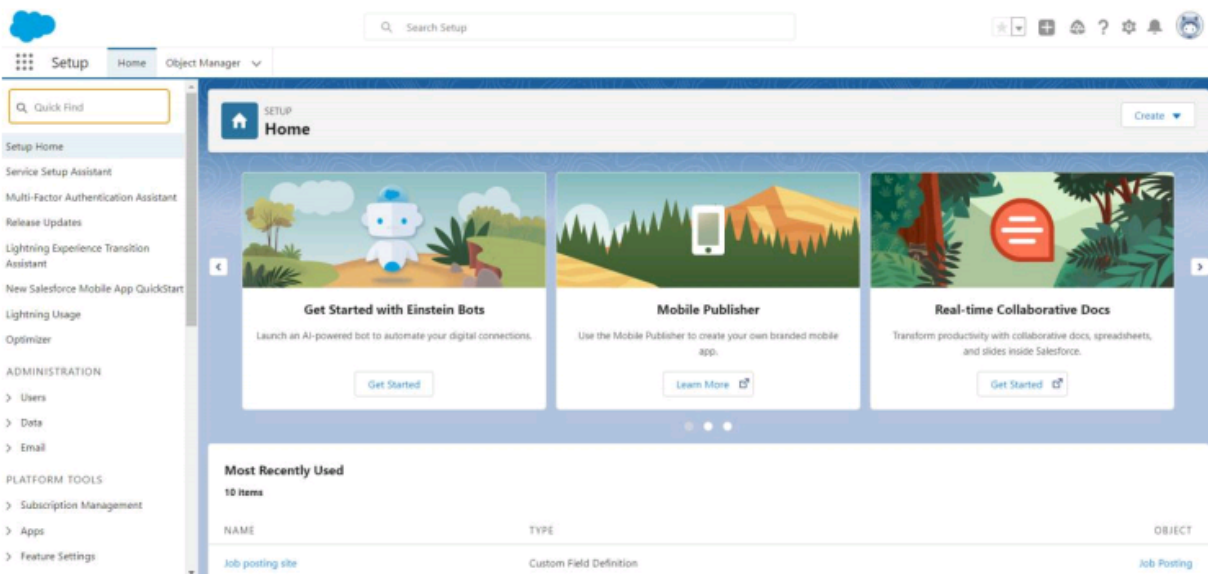 Search Setup
Setup
Home
Object Manager
Quick Find
Setup Home
Service Setup Assistant
Multi-Factor Authentication Assistant
Release Updates
Lightning Experience Transition
Assistant
New Salesforce Mobile App QuickStart
Lightning Usage
Optimizer
ADMINISTRATION
Users
Data
Email
PLATFORM TOOLS
Subscription Management
Apps
Feature Settings
SETUP
Home
Create
Get Started with Einstein Bots
Launch an AI-powered bot to automate your digital connections.
Get Started
Mobile Publisher
Use the Mobile Publisher to create your own branded mobile
app.
Learn More
Real-time Collaborative Docs
Transform productivity with collaborative docs, spreadsheets,
and slides inside Salesforce.
Get Started
Most Recently Used
10 items
NAME TYPE OBJECT
Job posting site Custom Field Definition Job Posting